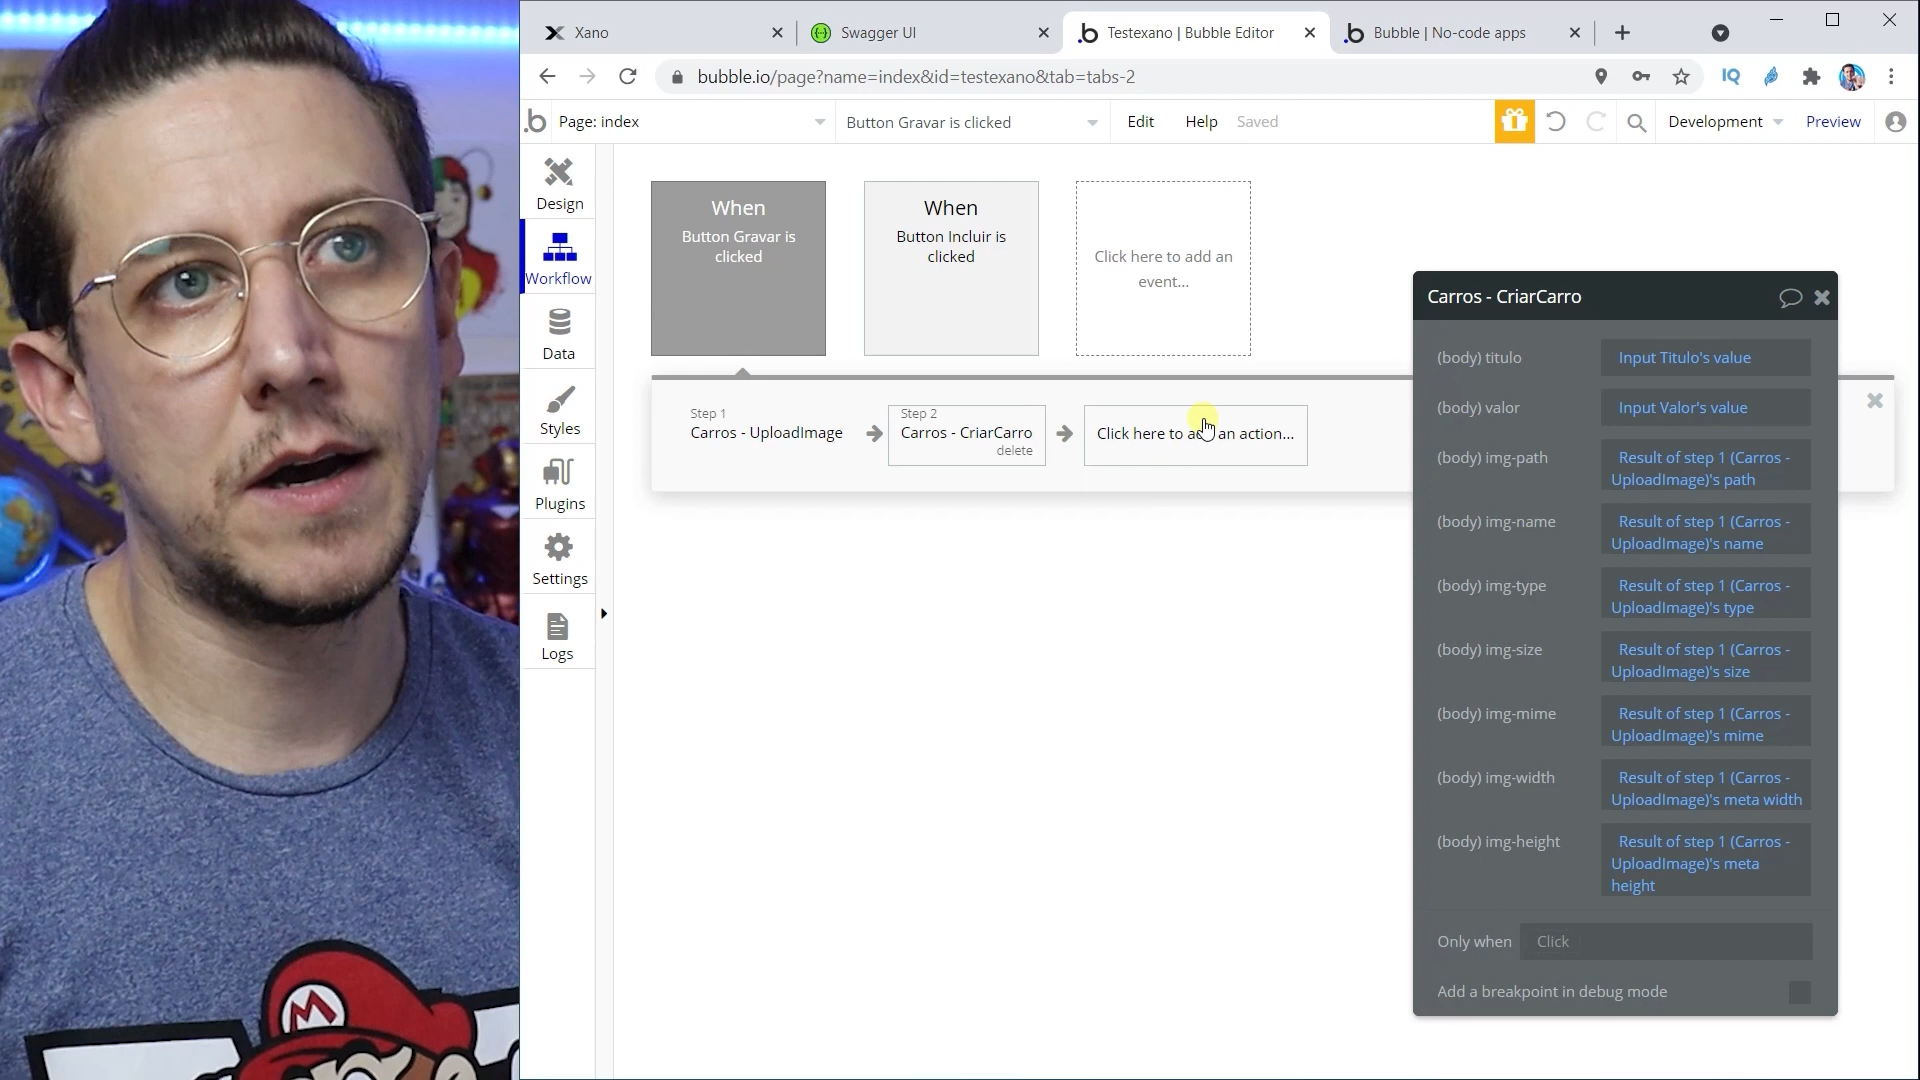 Xano
Swagger UI
Testexano | Bubble Editor
Bubble | No-code apps
bubble.io/page?name=index&id=testexano&tab=tabs-2
IQ
.b
Page: index
Button Gravar is clicked
Edit
Help
Saved
Development
Preview
Design
Workflow
Data
Styles
Plugins
Settings
Logs
When
Button Gravar is
clicked
When
Button Incluir is
clicked
Click here to add an
event...
Step 1
Carros - UploadImage
Step 2
Carros - CriarCarro
delete
Click here to add an action...
Carros - CriarCarro
(body) titulo
Input Titulo's value
(body) valor
Input Valor's value
(body) img-path
Result of step 1 (Carros -
UploadImage)'s path
(body) img-name
Result of step 1 (Carros -
UploadImage)'s name
(body) img-type
Result of step 1 (Carros -
UploadImage)'s type
(body) img-size
Result of step 1 (Carros -
UploadImage)'s size
(body) img-mime
Result of step 1 (Carros -
UploadImage)'s mime
(body) img-width
Result of step 1 (Carros -
UploadImage)'s meta width
(body) img-height
Result of step 1 (Carros -
UploadImage)'s meta
height
Only when
Click
Add a breakpoint in debug mode
M